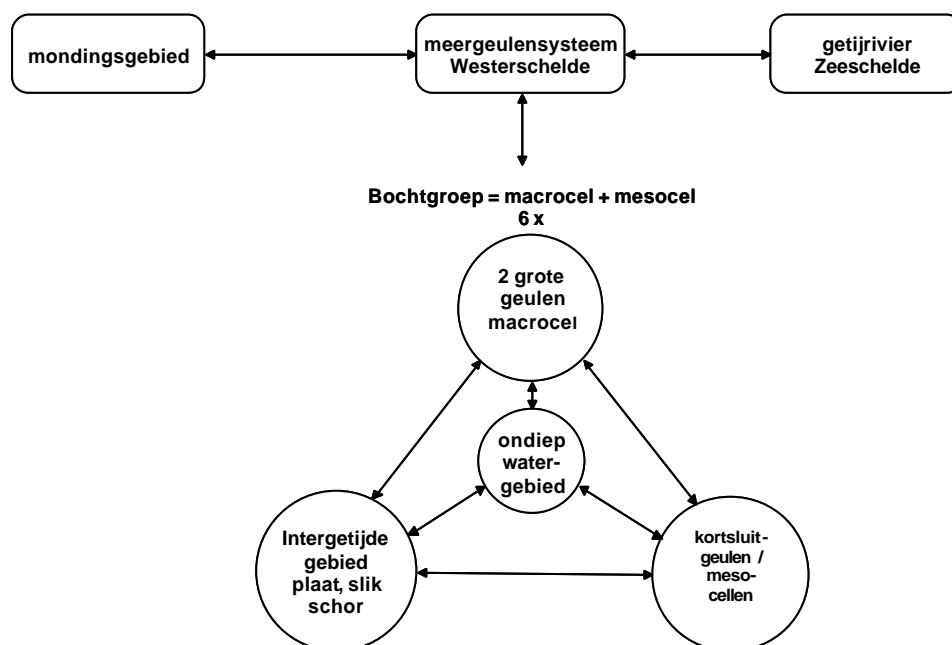 mondingsgebied
meergeulensysteem
Westerschelde
getijrivier
Zeeschelde
Bochtgroep = macrocel + mesocel
6 x
2 grote
geulen
macrocel
ondiep
water-
gebied
Intergetijde
gebied
plaat, slik
schor
kortsluit-
geulen /
meso-
cellen